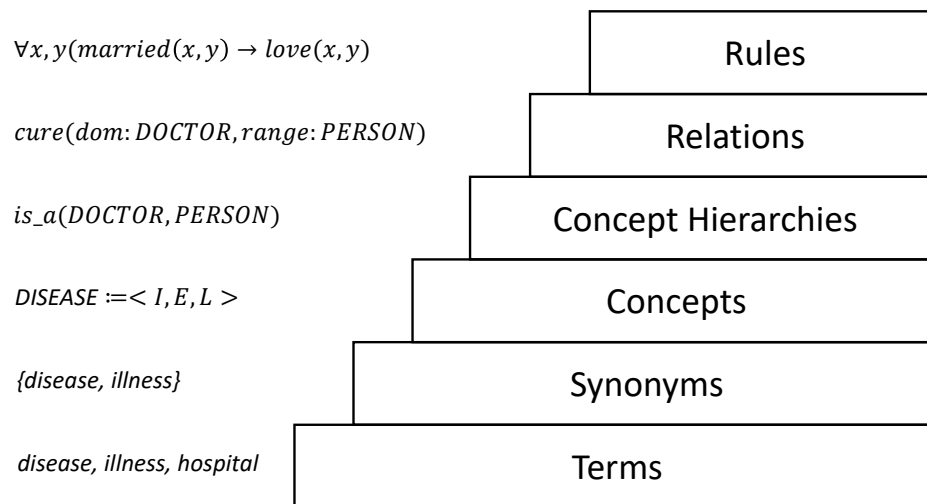 ∀x, y(married(x, y) → love(x, y)
Rules
cure(dom: DOCTOR, range: PERSON)
Relations
is_a(DOCTOR, PERSON)
Concept Hierarchies
DISEASE ≔< I, E, L >
Concepts
{disease, illness}
Synonyms
disease, illness, hospital
Terms